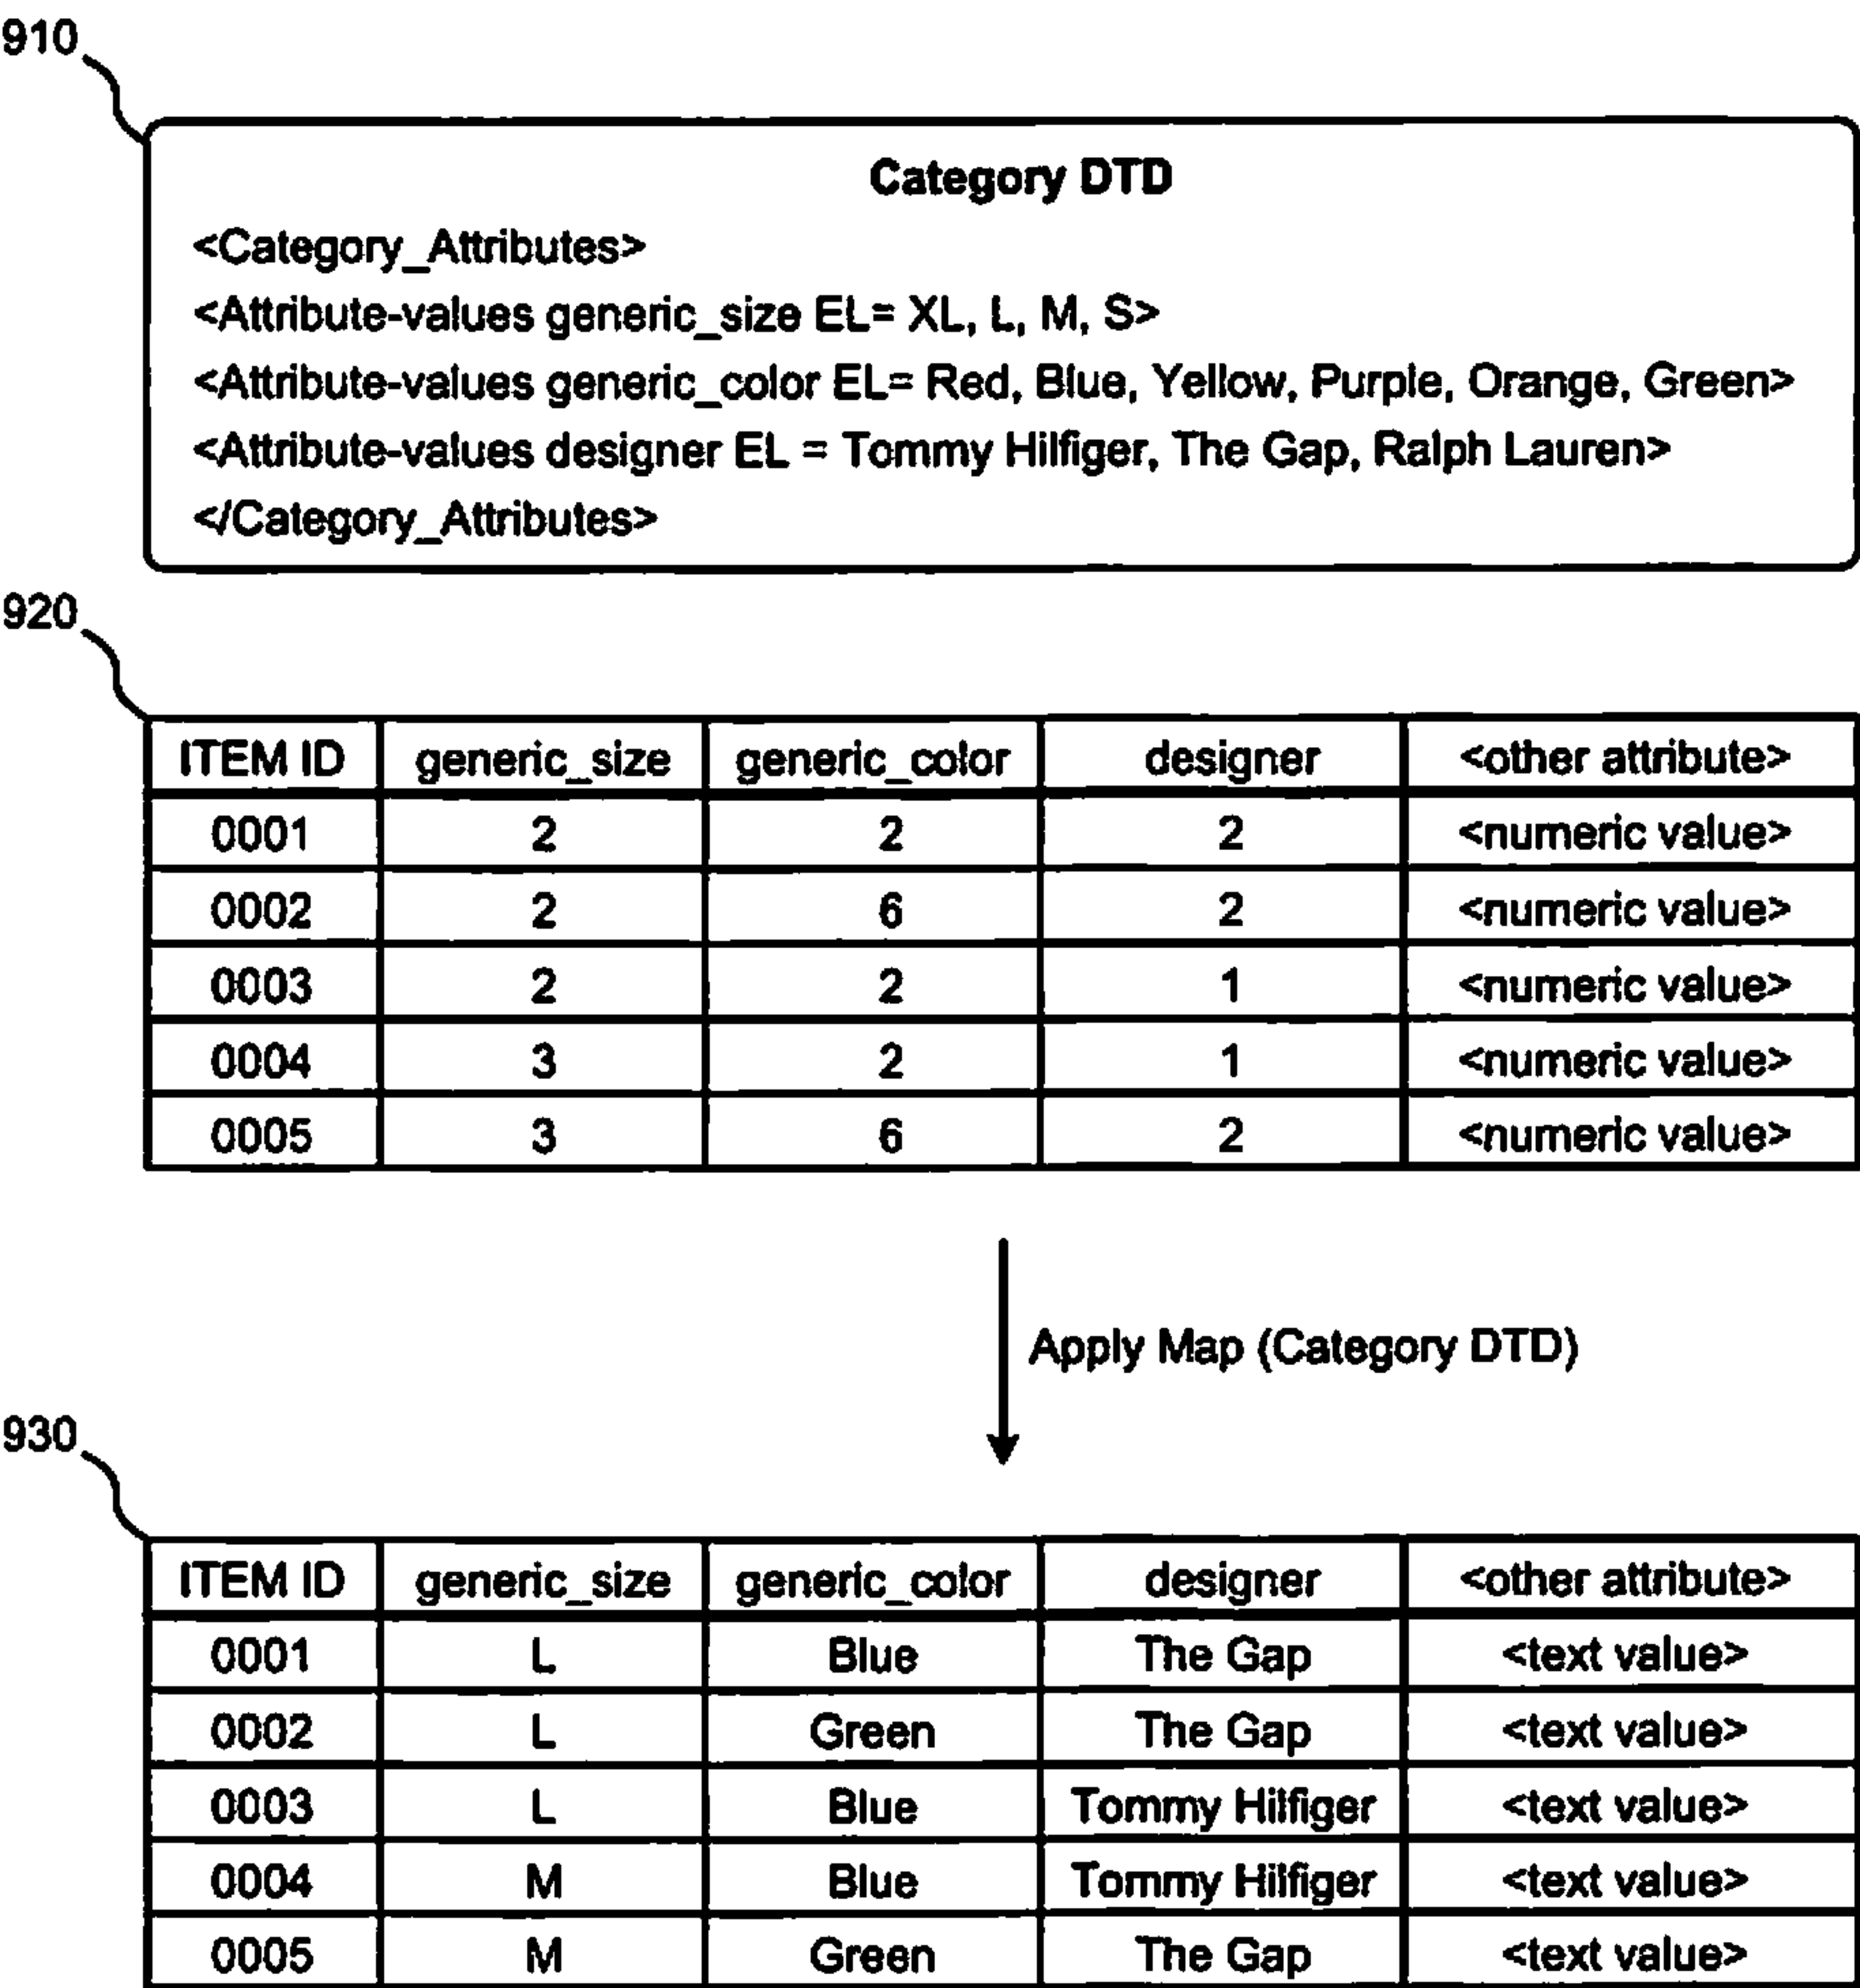 910
Category DTD
<Category_Attributes>
<Attribute-values generic_size EL= XL, L, M, S>
<Attribute-values generic_color EL= Red, Blue, Yellow, Purple, Orange, Green>
<Attribute-values designer EL = Tommy Hilfiger, The Gap, Ralph Lauren>
</Category_Attributes>
920
ITEM ID generic_size generic_color designer <other attribute>
0001 2 2 2 <numeric value>
0002 2 6 2 <numeric value>
0003 2 2 1 <numeric value>
0004 3 2 1 <numeric value>
0005 3 6 2 <numeric value>
Apply Map (Category DTD)
930
ITEM ID generic_size generic_color designer <other attribute>
0001 L Blue The Gap <text value>
0002 L Green The Gap <text value>
0003 L Blue Tommy Hilfiger <text value>
0004 M Blue Tommy Hilfiger <text value>
0005 M Green The Gap <text value>